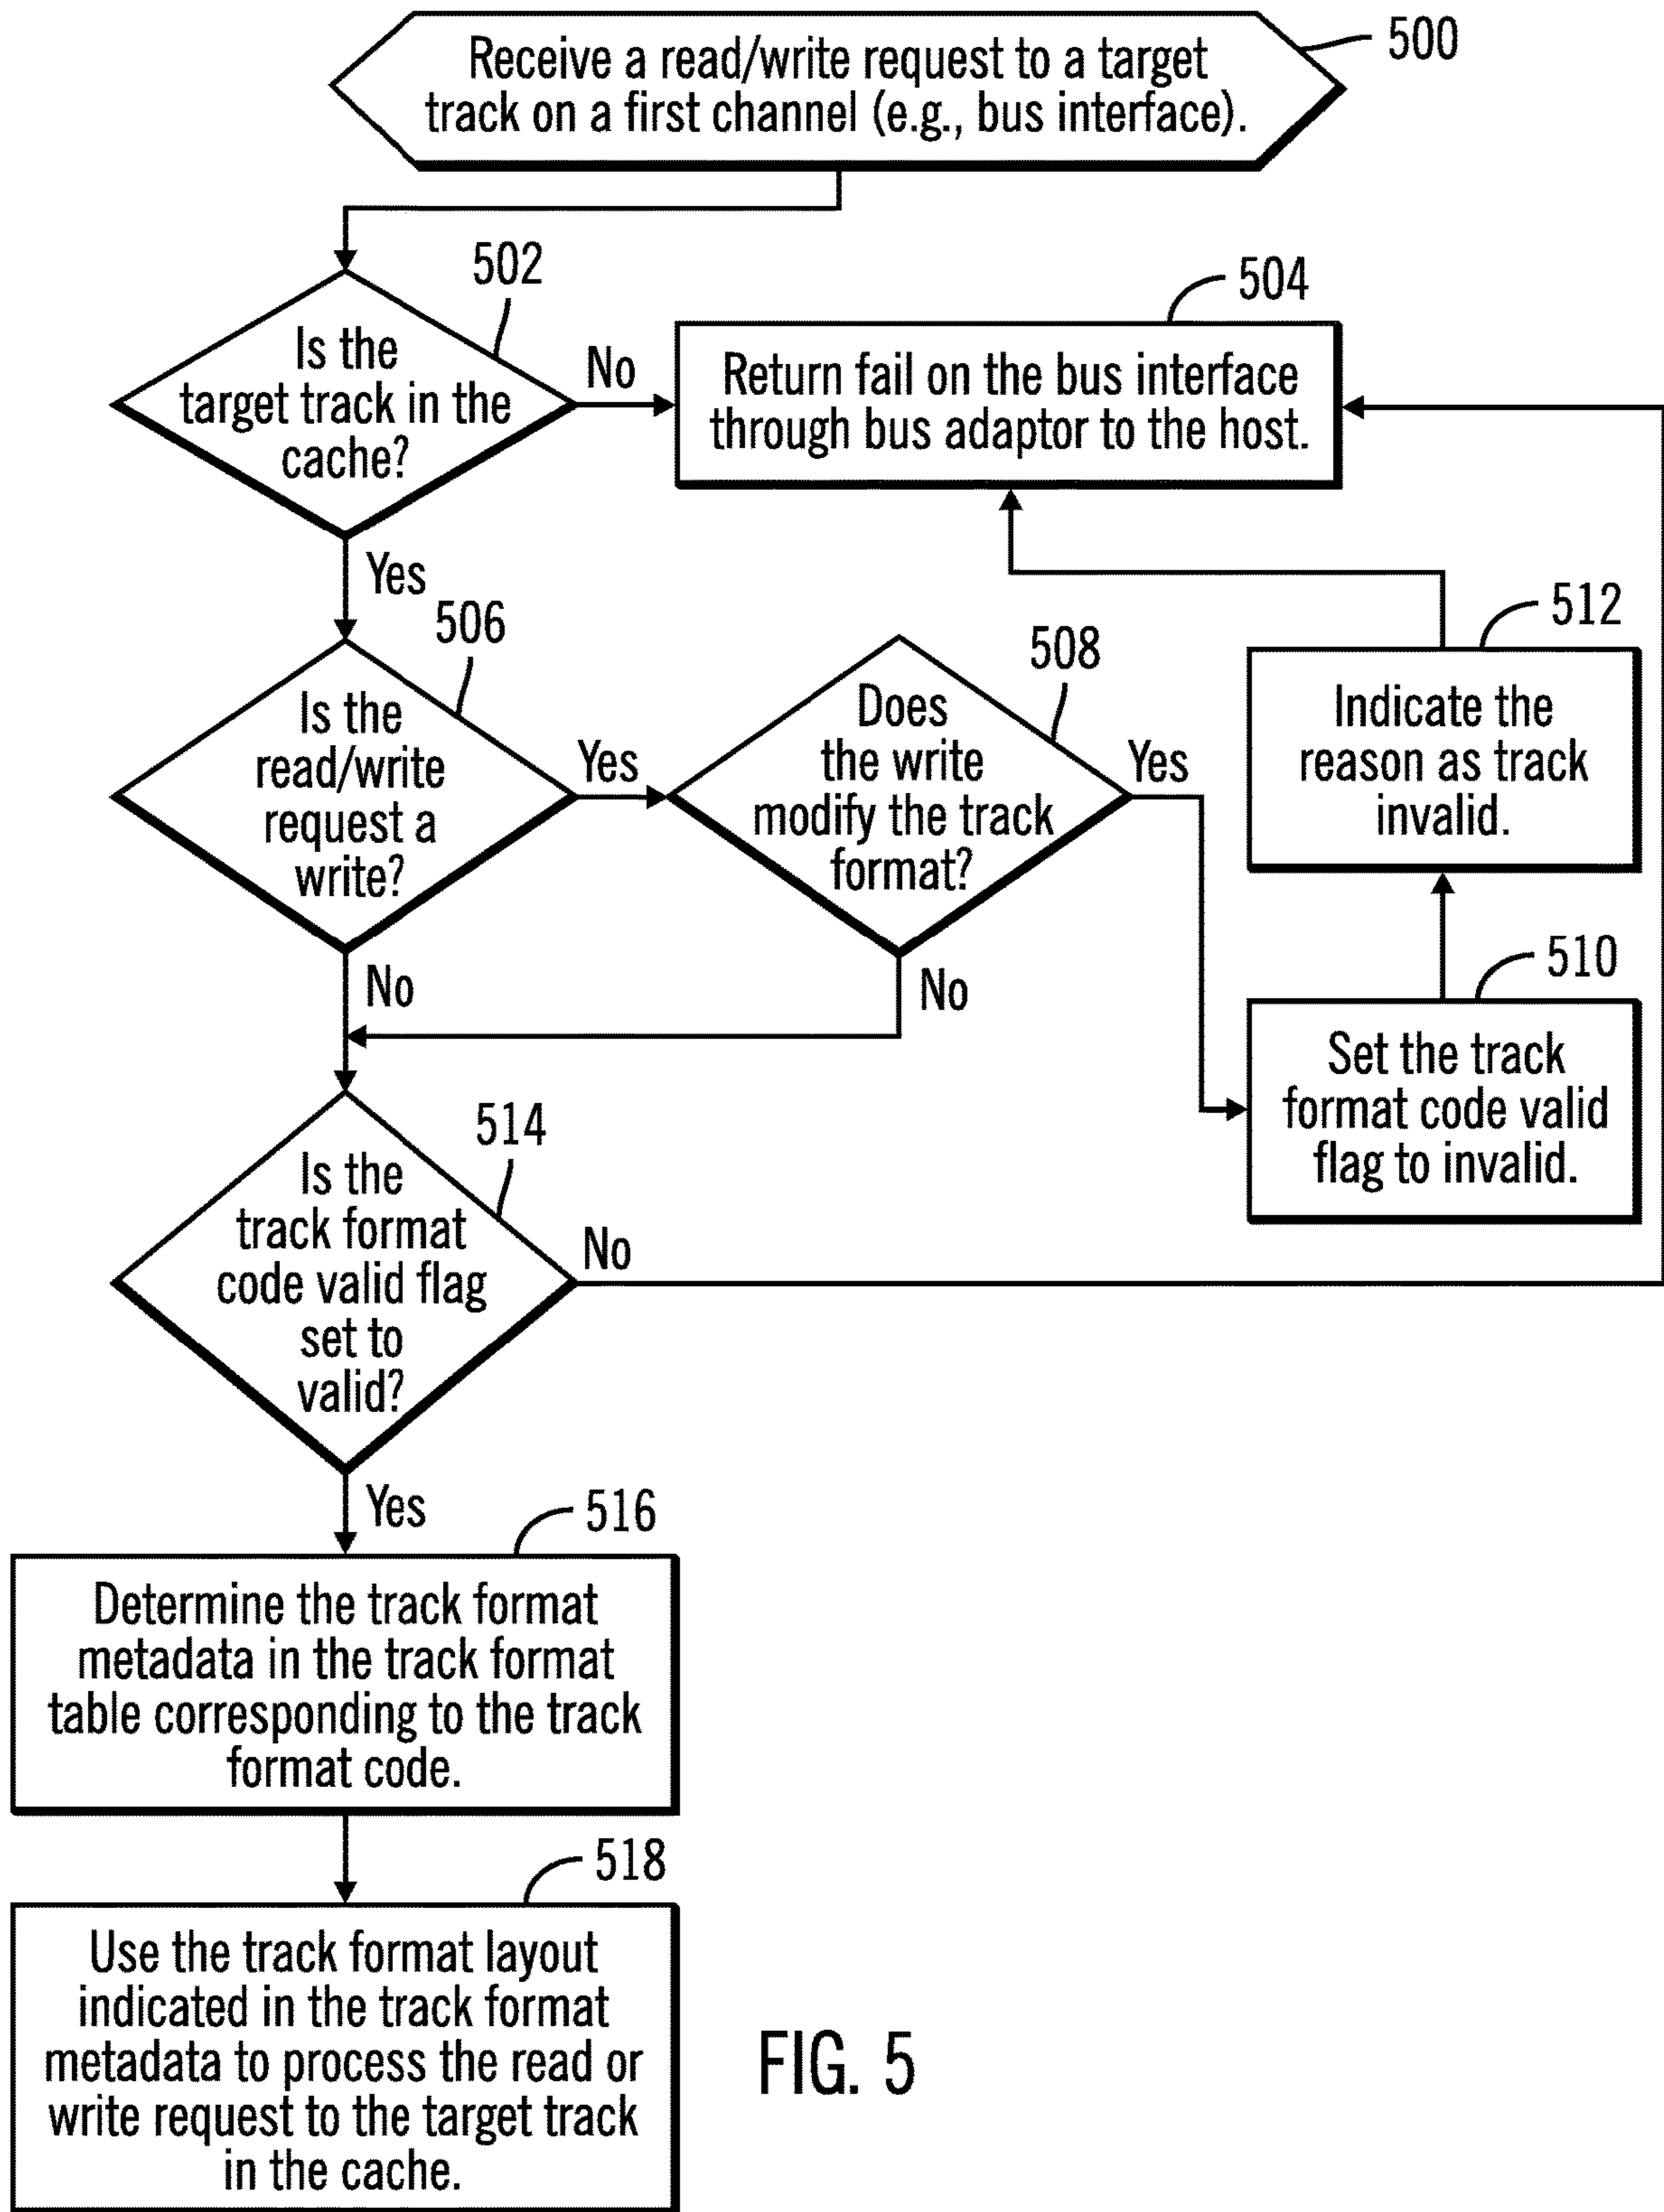 Receive a read/write request to a target
track on a first channel (e.g., bus interface).
500
502
Is the
target track in the
cache?
No
Yes
504
Return fail on the bus interface
through bus adaptor to the host.
506
Is the
read/write
request a
write?
Yes
No
508
Does
the write
modify the track
format?
Yes
No
512
Indicate the
reason as track
invalid.
510
Set the track
format code valid
flag to invalid.
514
Is the
track format
code valid flag
set to
valid?
No
Yes
516
Determine the track format
metadata in the track format
table corresponding to the track
format code.
518
Use the track format layout
indicated in the track format
metadata to process the read or
write request to the target track
in the cache.
FIG. 5